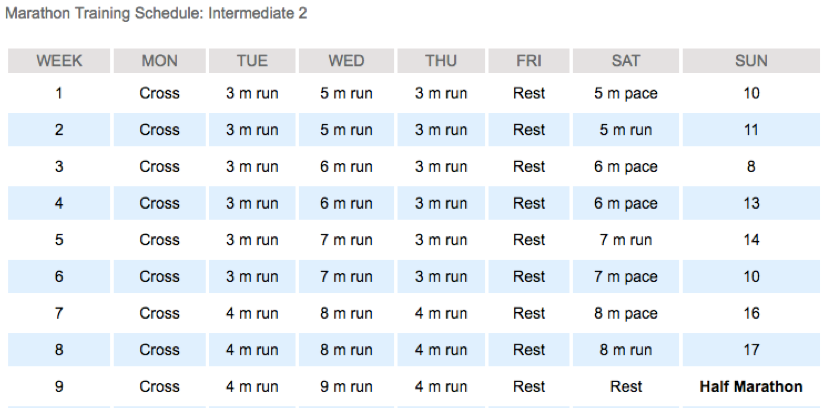 Marathon Training Schedule: Intermediate 2
WEEK MON TUE WED THU FRI SAT SUN
1 Cross 3 m run 5 m run 3 m run Rest 5 m pace 10
2 Cross 3 m run 5 m run 3 m run Rest 5 m run 11
3 Cross 3 m run 6 m run 3 m run Rest 6 m pace 8
4 Cross 3 m run 6 m run 3 m run Rest 6 m pace 13
5 Cross 3 m run 7 m run 3 m run Rest 7 m run 14
6 Cross 3 m run 7 m run 3 m run Rest 7 m pace 10
7 Cross 4 m run 8 m run 4 m run Rest 8 m pace 16
8 Cross 4 m run 8 m run 4 m run Rest 8 m run 17
9 Cross 4 m run 9 m run 4 m run Rest Rest Half Marathon